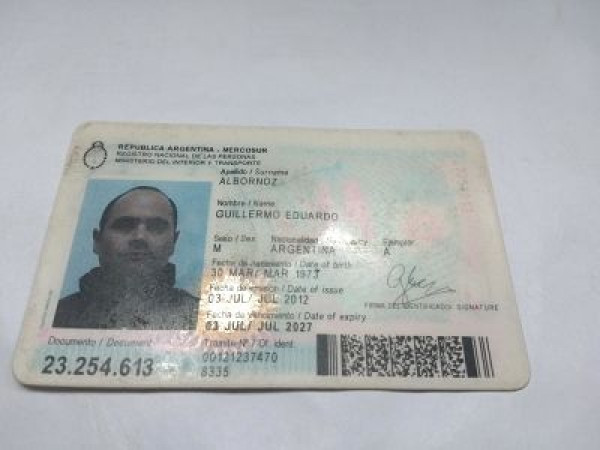 REPUBLICA ARGENTINA - MERCOSUR
REGISTRO NACIONAL DE LAS PERSONAS
MINISTERIO DEL INTERIOR Y TRANSPORTE
Apellido / Surname
ALBORNOZ
Nombre / Name
GUILLERMO EDUARDO
Sexo / Sex Nacionalidad Ejemplar
M ARGENTINA A
Fecha de nacimiento / Date of birth
30 MAR/ MAR 1973
Fecha de emisión / Date of issue
03 JUL/ JUL 2012
FIRMA DEL IDENTIFICADO/ SIGNATURE
Fecha de vencimiento / Date of expiry
03 JUL/ JUL 2027
Documento / Document Tramite Nº / Of. ident.
23.254.613 00121237470
8335